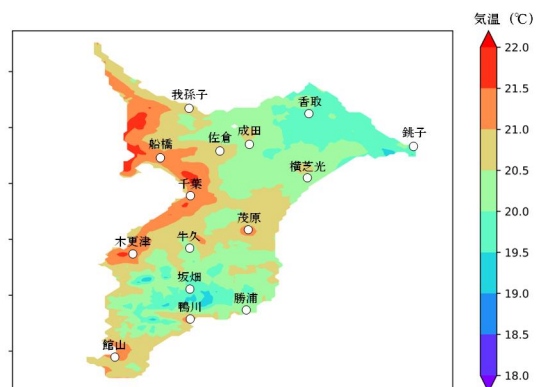 気温（℃）
我孫子
香取
船橋
佐倉
成田
銚子
千葉
横芝光
茂原
木更津
牛久
坂畑
鴨川
勝浦
館山
22.0
21.5
21.0
20.5
20.0
19.5
19.0
18.5
18.0